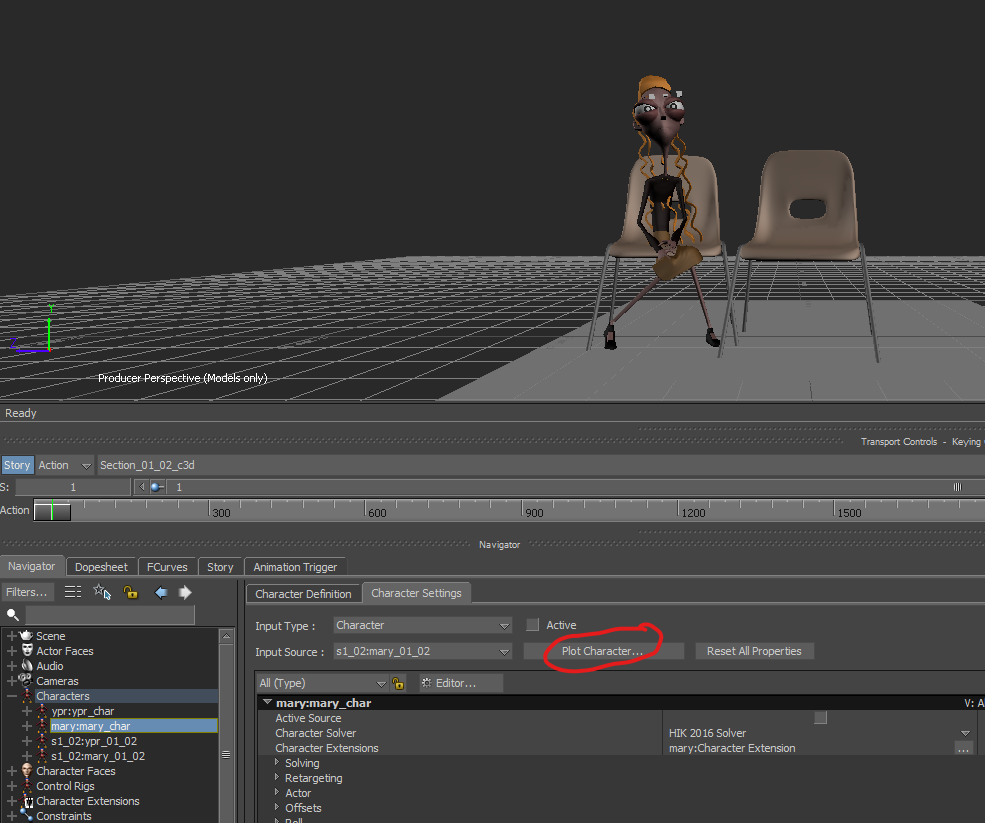 Y
Producer Perspective (Models only)
Ready
Transport Controls - Keying
Story Action Section_01_02_c3d
S: 1 1
Action 300 600 900 1200 1500
Navigator
Navigator Dopesheet FCurves Story Animation Trigger
Filters... Character Definition Character Settings
Input Type : Character Active
Input Source : s1_02:mary_01_02 Plot Character... Reset All Properties
Scene
Actor Faces
Audio
Cameras
Characters
ypr:ypr_char
mary:mary_char
s1_02:ypr_01_02
s1_02:mary_01_02
Character Faces
Control Rigs
Character Extensions
Constraints
All (Type) Editor...
mary:mary_char V: A
Active Source
Character Solver HIK 2016 Solver
Character Extensions mary:Character Extension ...
Solving
Retargeting
Actor
Offsets
Roll